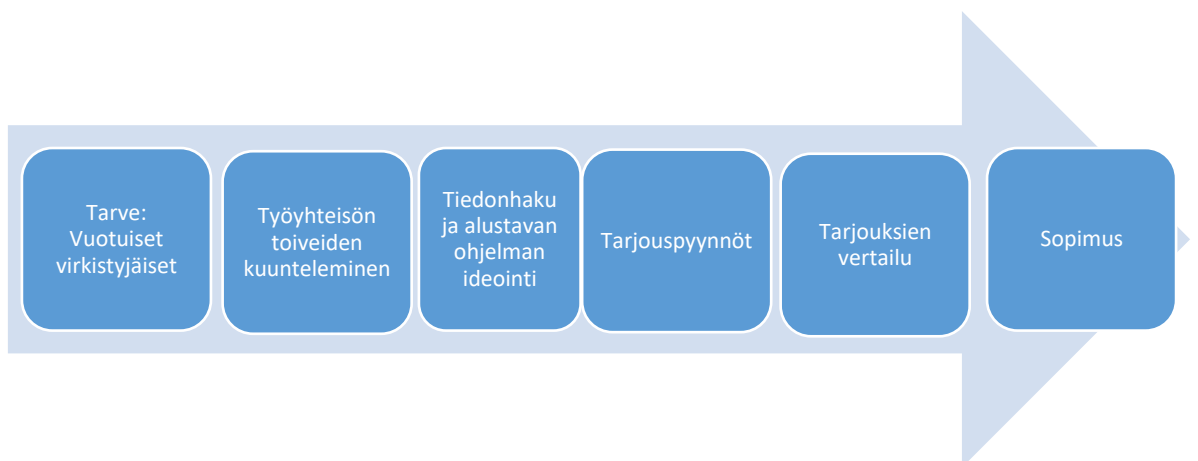 Tarve:
Vuotuiset
virkistyjäiset
Työyhteisön
toiveiden
kuunteleminen
Tiedonhaku
ja alustavan
ohjelman
ideointi
Tarjouspyynnöt
Tarjouksien
vertailu
Sopimus